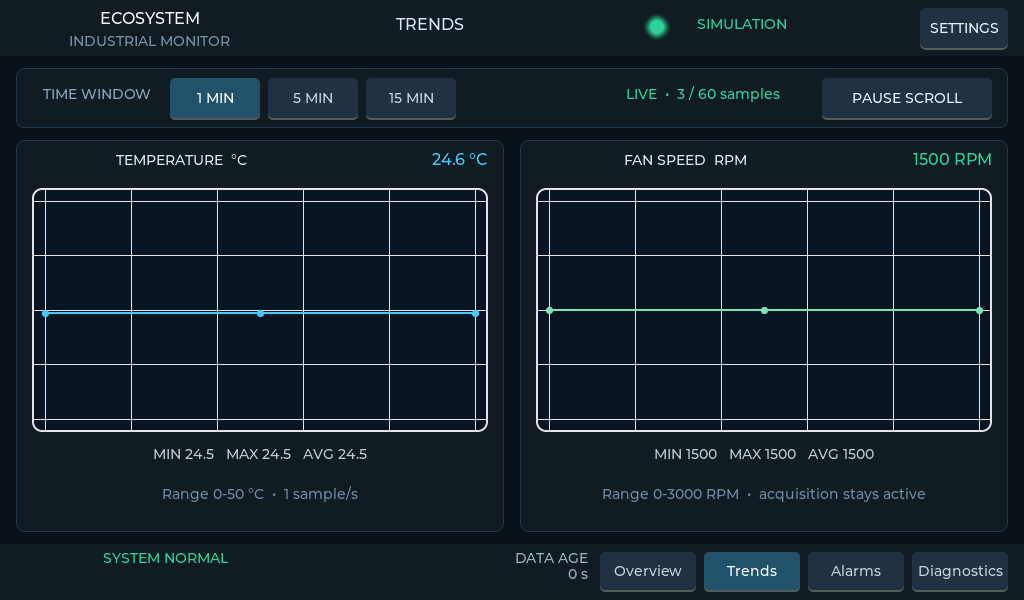 ECOSYSTEM
INDUSTRIAL MONITOR
TRENDS
SIMULATION
SETTINGS
TIME WINDOW
1 MIN
5 MIN
15 MIN
LIVE • 3 / 60 samples
PAUSE SCROLL
TEMPERATURE °C
24.6 °C
MIN 24.5 MAX 24.5 AVG 24.5
Range 0-50 °C • 1 sample/s
FAN SPEED RPM
1500 RPM
MIN 1500 MAX 1500 AVG 1500
Range 0-3000 RPM • acquisition stays active
SYSTEM NORMAL
DATA AGE
0 s
Overview
Trends
Alarms
Diagnostics